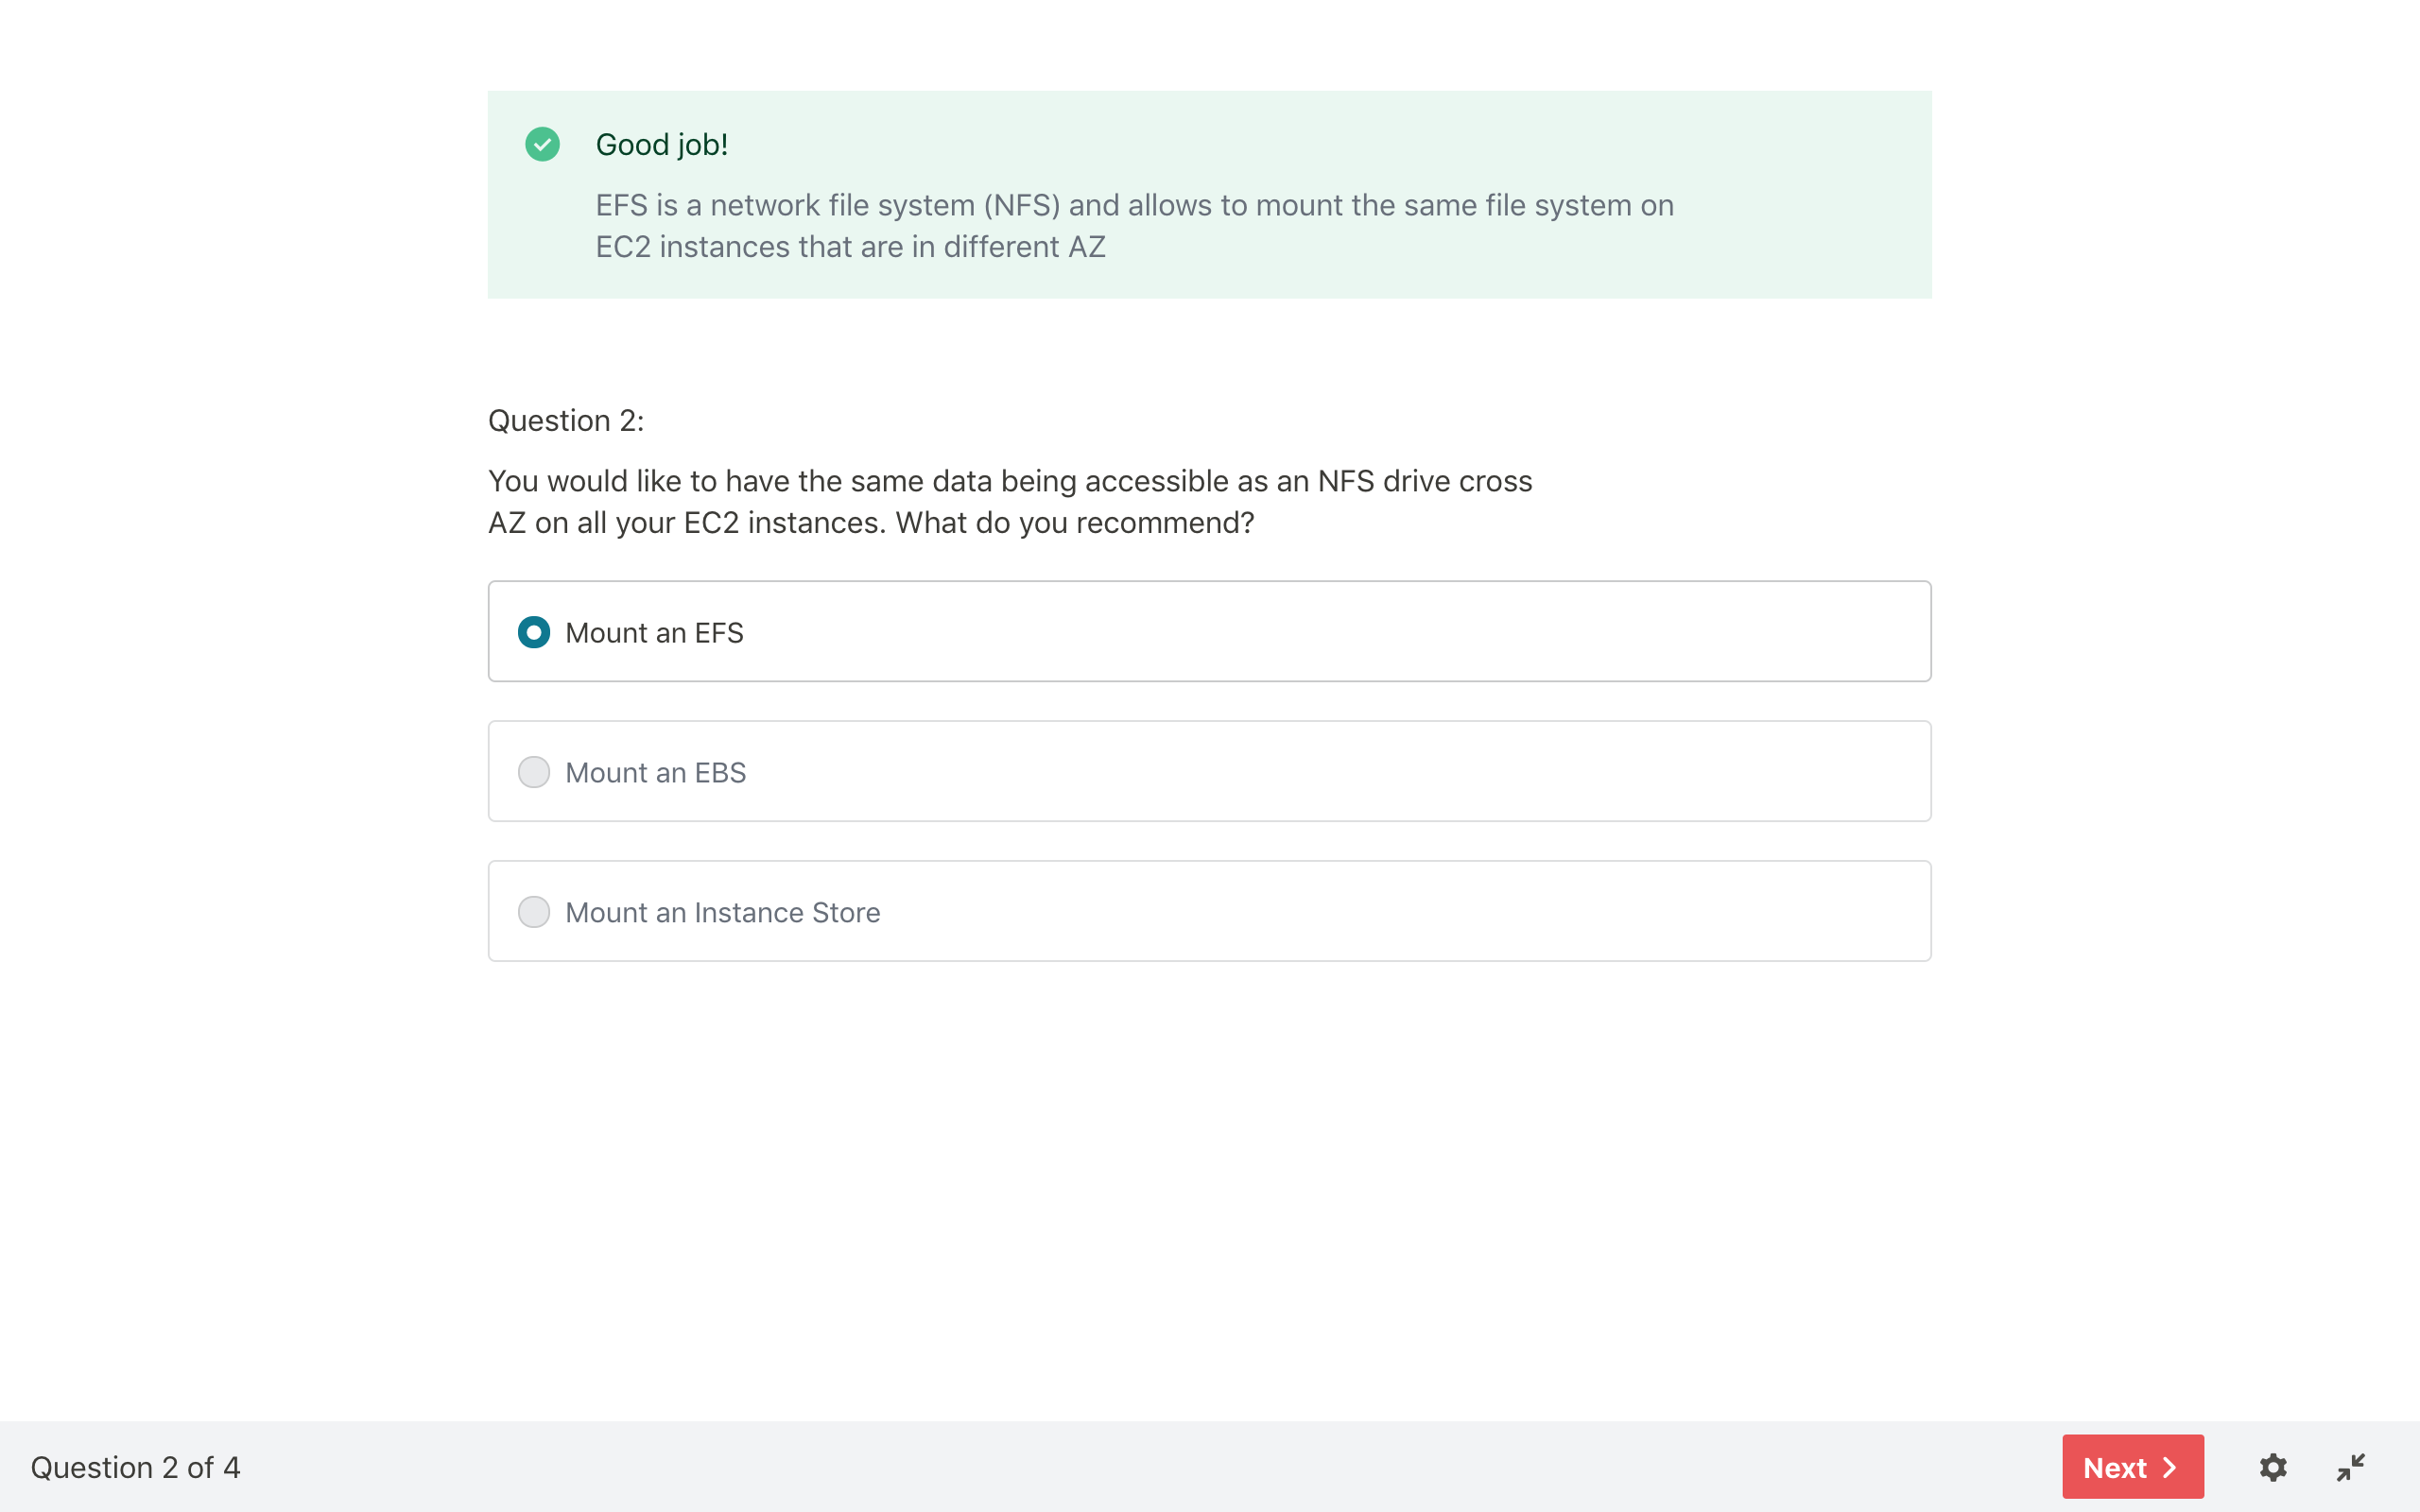 Good job!
EFS is a network file system (NFS) and allows to mount the same file system on
EC2 instances that are in different AZ
Question 2:
You would like to have the same data being accessible as an NFS drive cross
AZ on all your EC2 instances. What do you recommend?
Mount an EFS
Mount an EBS
Mount an Instance Store
Question 2 of 4
Next